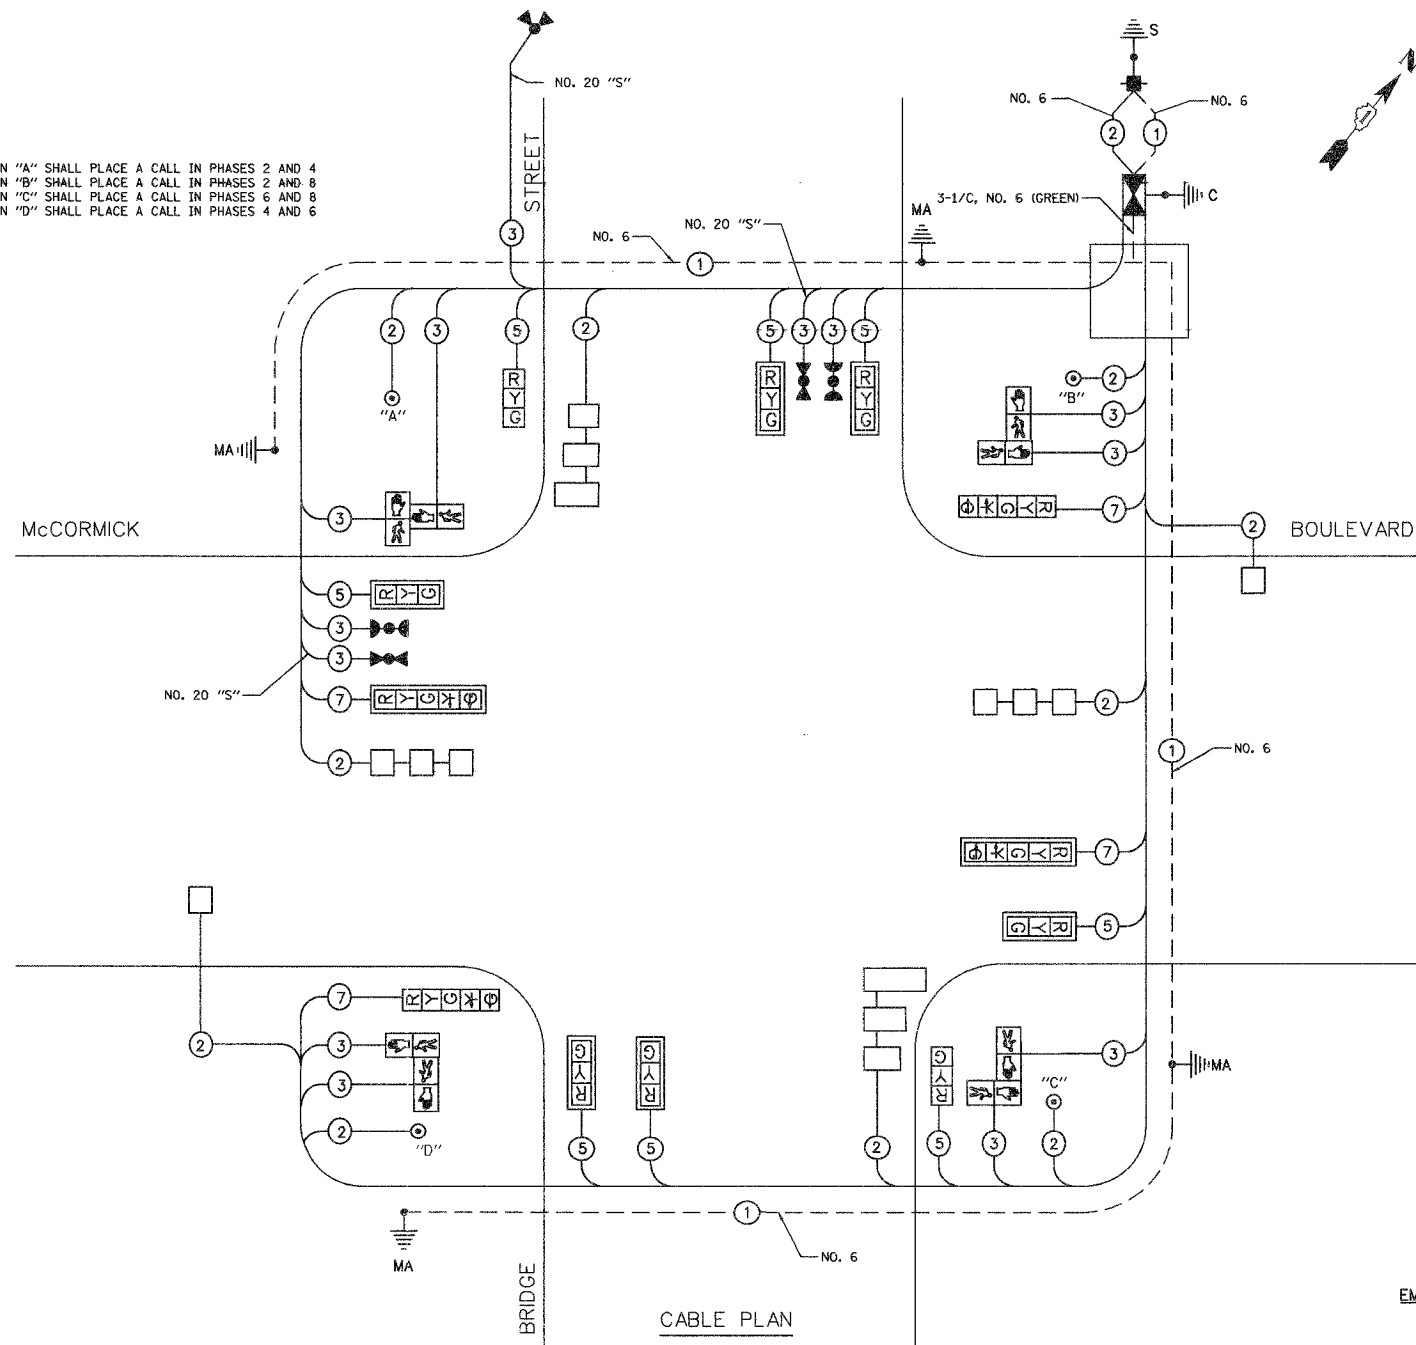 S
NO. 20 "S"
NO. 6
NO. 6
2
1
N "A" SHALL PLACE A CALL IN PHASES 2 AND 4
N "B" SHALL PLACE A CALL IN PHASES 2 AND 8
N "C" SHALL PLACE A CALL IN PHASES 6 AND 8
N "D" SHALL PLACE A CALL IN PHASES 4 AND 6
STREET
3-1/C, NO. 6 (GREEN)
C
MA
3
NO. 6
NO. 20 "S"
1
2
3
5
2
5
3
3
5
R
Y
G
R
Y
G
R
Y
G
"A"
2
"B"
3
3
MA
R Y G
7
3
McCORMICK
2
BOULEVARD
5
R Y G
3
3
NO. 20 "S"
7
R Y G
2
2
1
NO. 6
R Y G
7
R Y G
5
7
R Y G
2
3
3
2
"D"
R
Y
G
R
Y
G
R
Y
G
3
"C"
MA
5
5
2
5
3
2
1
NO. 6
MA
BRIDGE
CABLE PLAN
EM